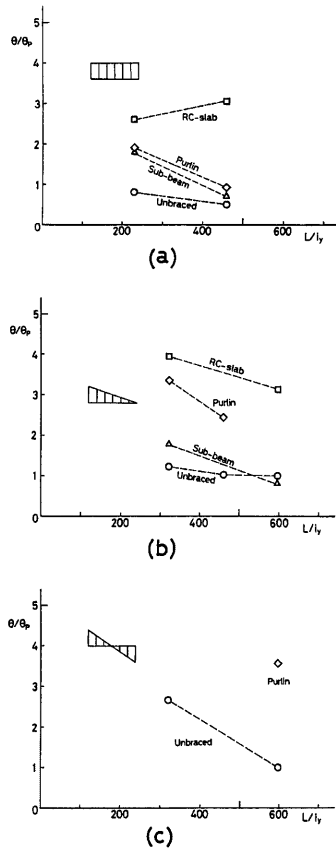 θ/θP
5
4
3
2
1
0
RC-slab
Purlin
Sub-beam
Unbraced
200
400
600
L/iy
(a)
θ/θP
5
4
3
2
1
0
RC-slab
Purlin
Sub-beam
Unbraced
200
400
600
L/iy
(b)
θ/θP
5
4
3
2
1
0
Purlin
Unbraced
200
400
600
L/iy
(c)